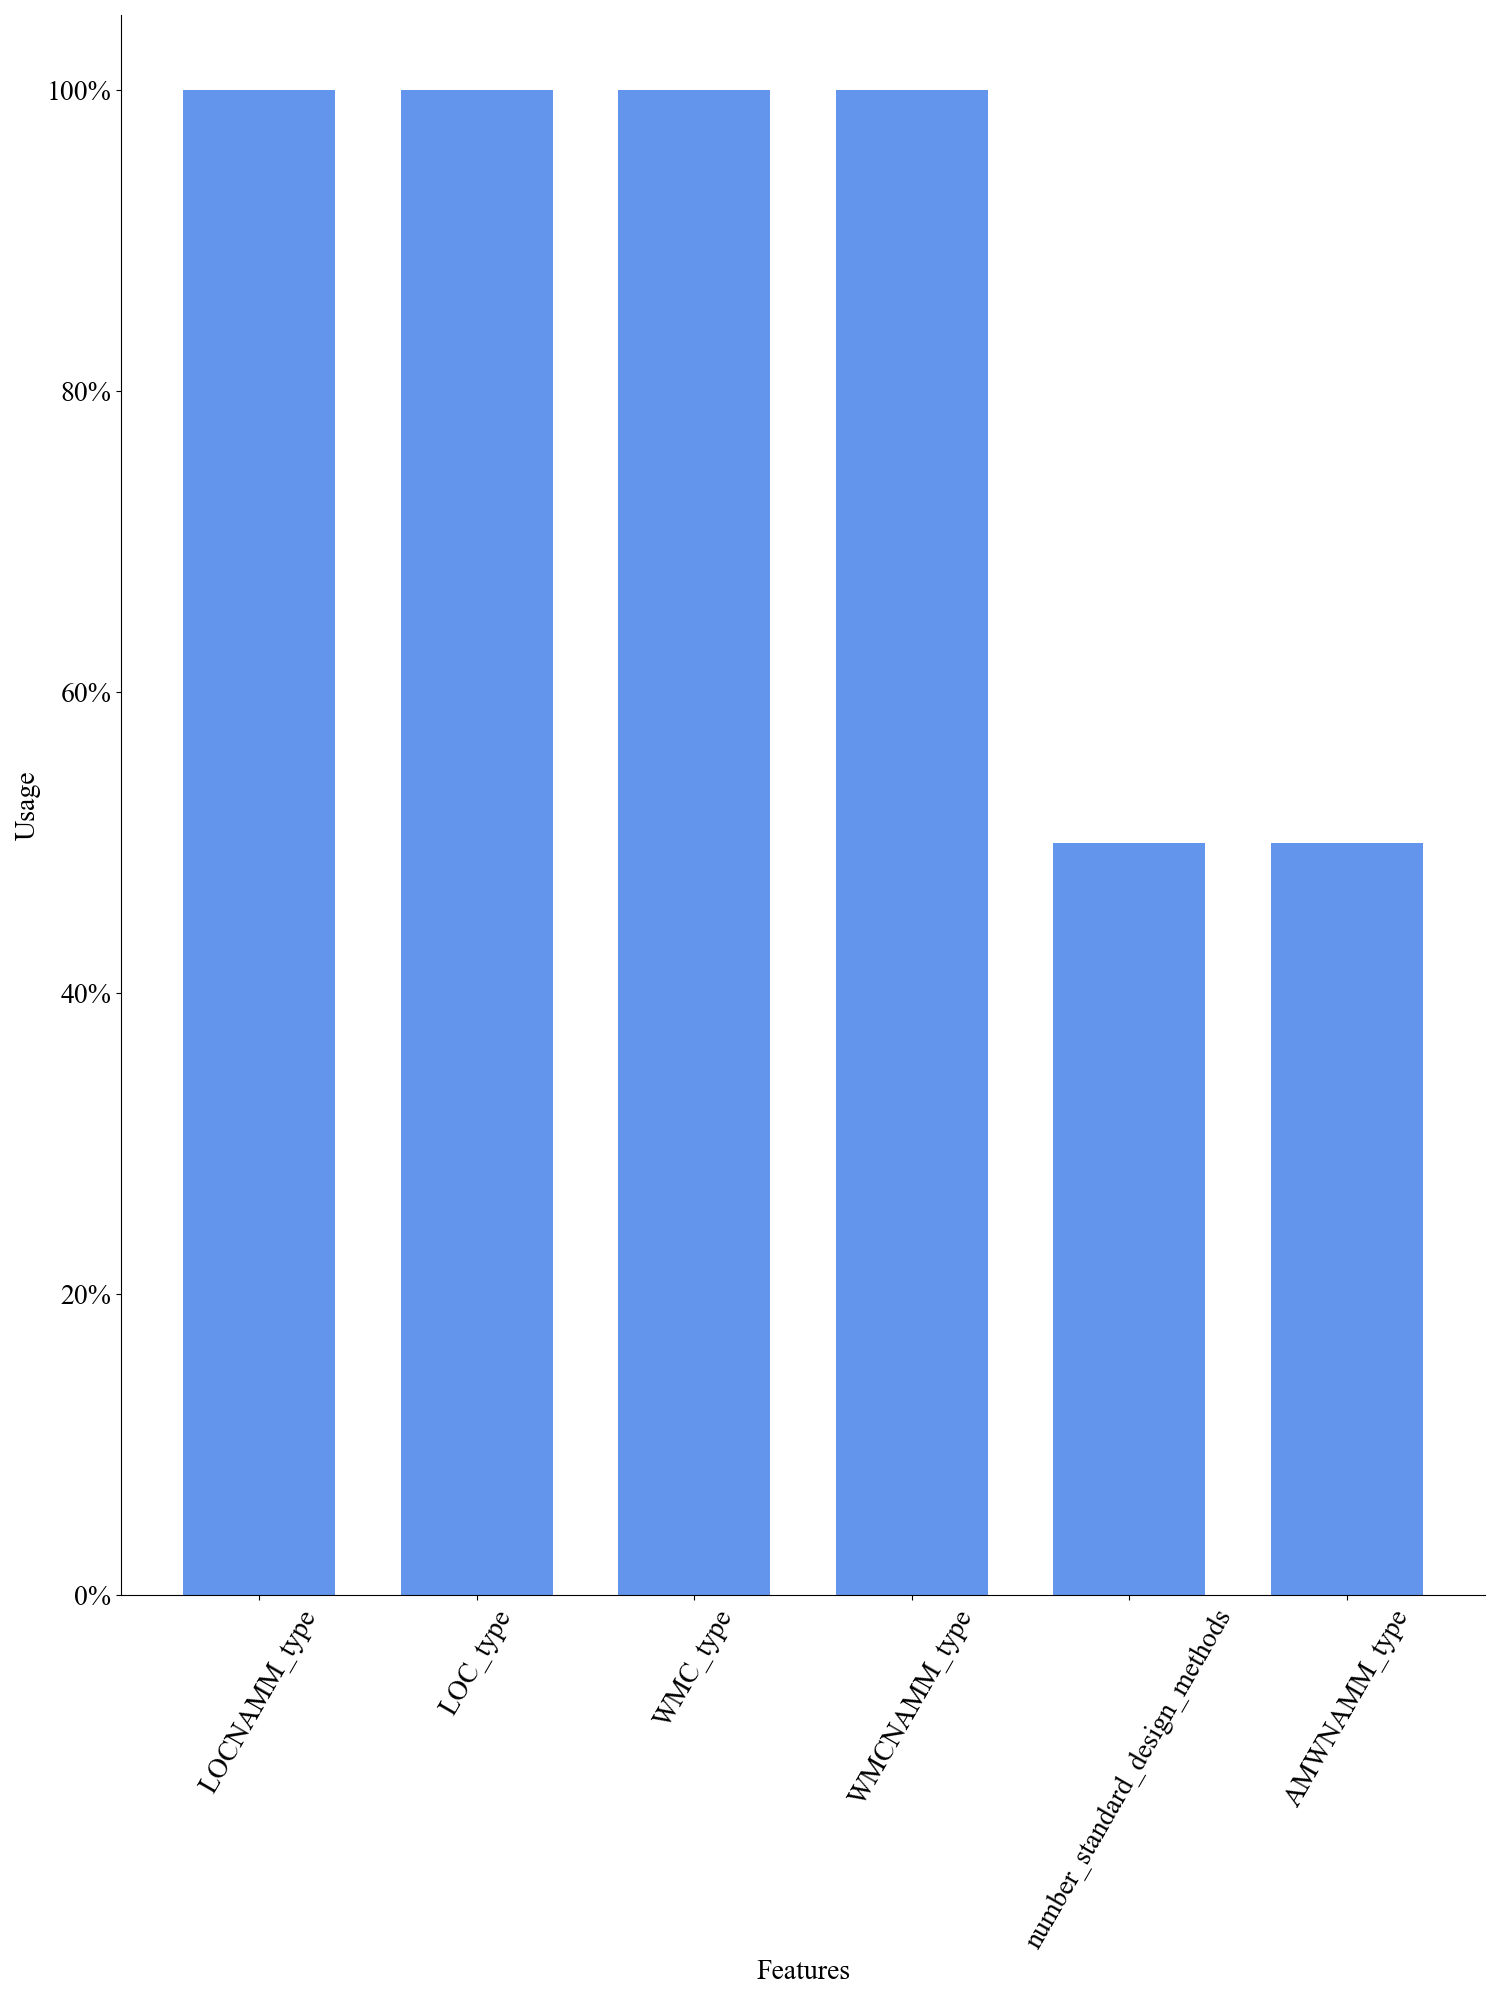 100%
80%
60%
40%
20%
0%
Usage
LOCNAMM_type
LOC_type
WMC_type
WMCNAMM_type
number_standard_design_methods
AMWNAMM_type
Features